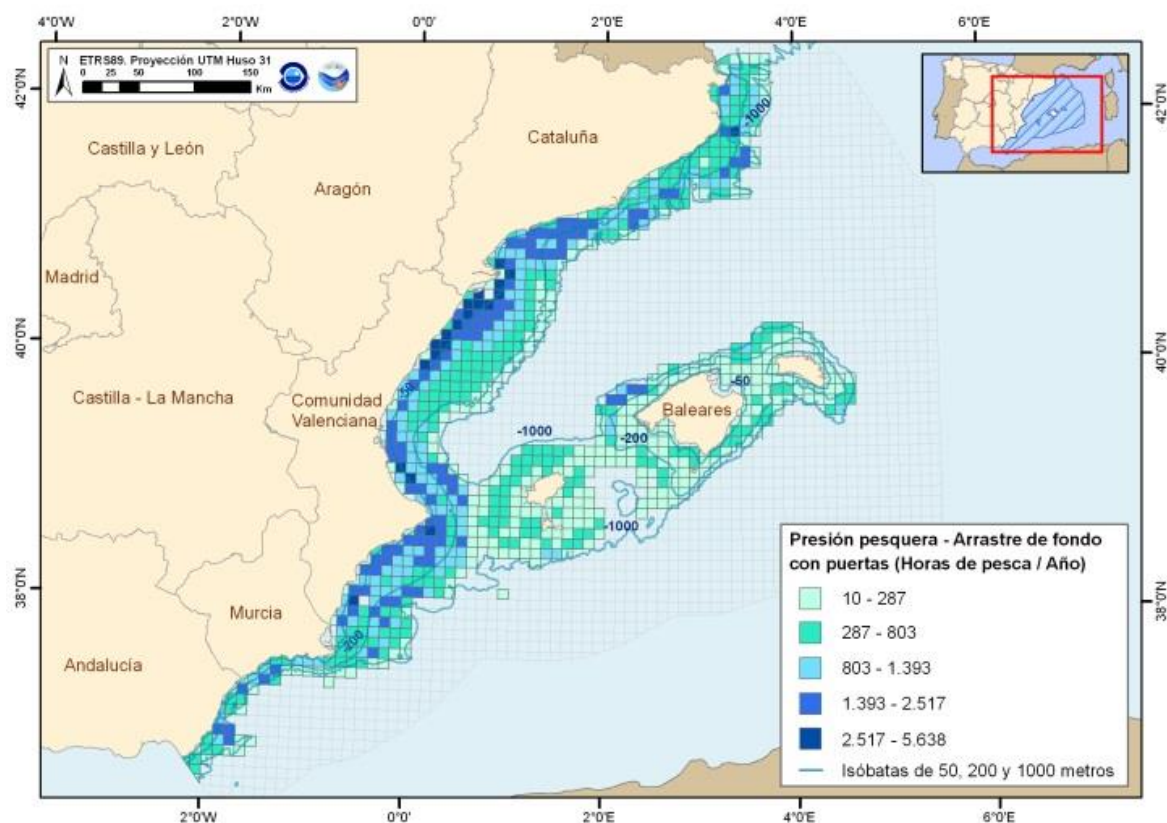 4°0'W
2°0'W
0°0'
2°0'E
4°0'E
6°0'E
N
ETRS89. Proyección UTM Huso 31
0 25 50 100 150
Km
42°0'N
42°0'N
-1000
Cataluña
Castilla y León
Aragón
Madrid
40°0'N
40°0'N
Castilla - La Mancha
Comunidad
Valenciana
-50
-50
Baleares
-1000
-200
-1000
38°0'N
38°0'N
Murcia
-200
Andalucía
Presión pesquera - Arrastre de fondo
con puertas (Horas de pesca / Año)
10 - 287
287 - 803
803 - 1.393
1.393 - 2.517
2.517 - 5.638
Isóbatas de 50, 200 y 1000 metros
2°0'W
0°0'
2°0'E
4°0'E
6°0'E